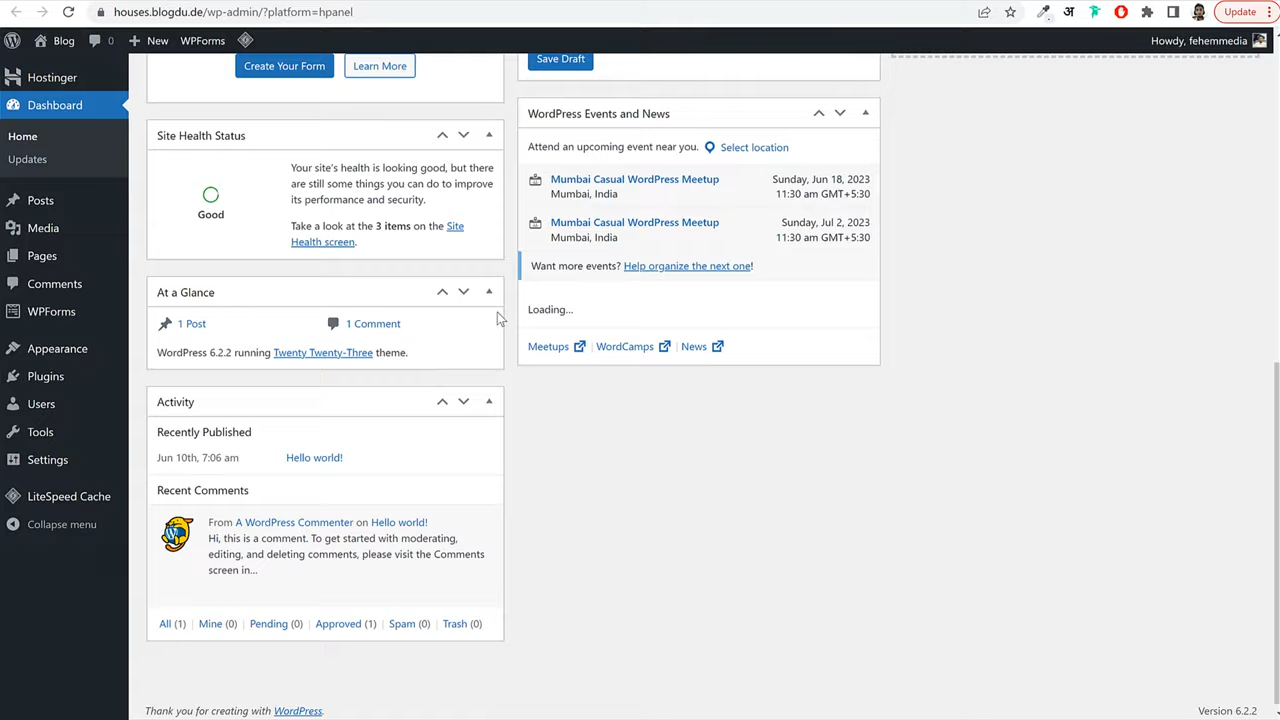 houses.blogdu.de/wp-admin/?platform=hpanel
अ
Update
Blog
0
New
WPForms
Howdy, fehemmedia
Hostinger
Dashboard
Home
Updates
Posts
Media
Pages
Comments
WPForms
Appearance
Plugins
Users
Tools
Settings
LiteSpeed Cache
Collapse menu
Create Your Form
Learn More
Site Health Status
Good
Your site's health is looking good, but there
are still some things you can do to improve
its performance and security.
Take a look at the 3 items on the Site
Health screen.
At a Glance
1 Post
1 Comment
WordPress 6.2.2 running Twenty Twenty-Three theme.
Activity
Recently Published
Jun 10th, 7:06 am
Hello world!
Recent Comments
From A WordPress Commenter on Hello world!
Hi, this is a comment. To get started with moderating,
editing, and deleting comments, please visit the Comments
screen in...
All (1) | Mine (0) | Pending (0) | Approved (1) | Spam (0) | Trash (0)
Save Draft
WordPress Events and News
Attend an upcoming event near you. Select location
Mumbai Casual WordPress Meetup
Sunday, Jun 18, 2023
Mumbai, India
11:30 am GMT+5:30
Mumbai Casual WordPress Meetup
Sunday, Jul 2, 2023
Mumbai, India
11:30 am GMT+5:30
Want more events? Help organize the next one!
Loading...
Meetups | WordCamps | News
Thank you for creating with WordPress.
Version 6.2.2